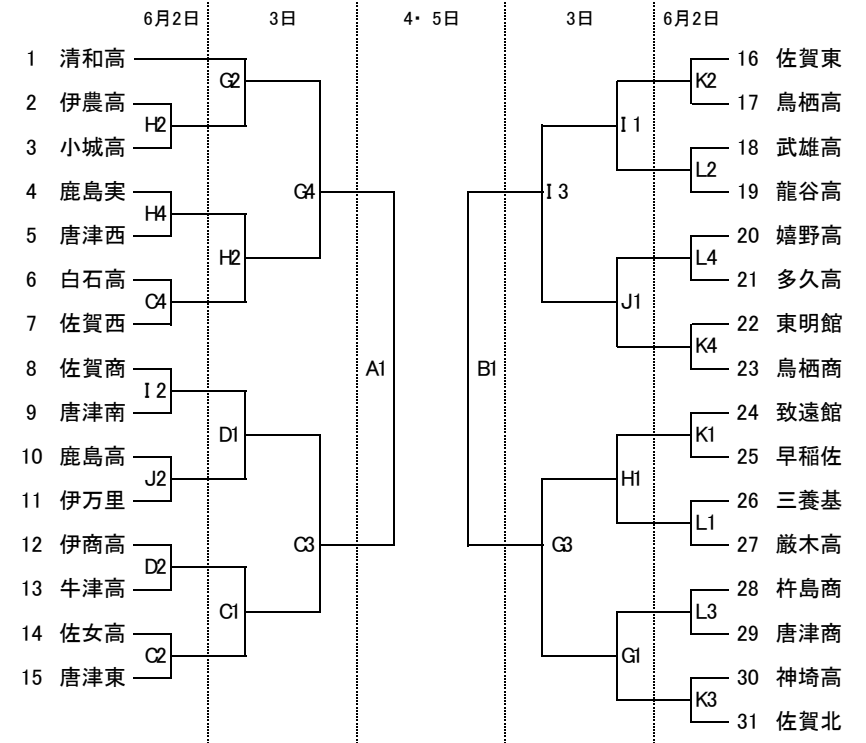 6月2日 3日 4・5日 3日 6月2日
1 清和高
2 伊農高
3 小城高
4 鹿島実
5 唐津西
6 白石高
7 佐賀西
8 佐賀商
9 唐津南
10 鹿島高
11 伊万里
12 伊商高
13 牛津高
14 佐女高
15 唐津東
H2
H4
C4
I2
J2
D2
C2
G2
H2
D1
C1
G4
C3
A1
B1
I3
G3
I1
J1
H1
G1
K2
L2
L4
K4
K1
L1
L3
K3
16 佐賀東
17 鳥栖高
18 武雄高
19 龍谷高
20 嬉野高
21 多久高
22 東明館
23 鳥栖商
24 致遠館
25 早稲佐
26 三養基
27 厳木高
28 杵島商
29 唐津商
30 神埼高
31 佐賀北